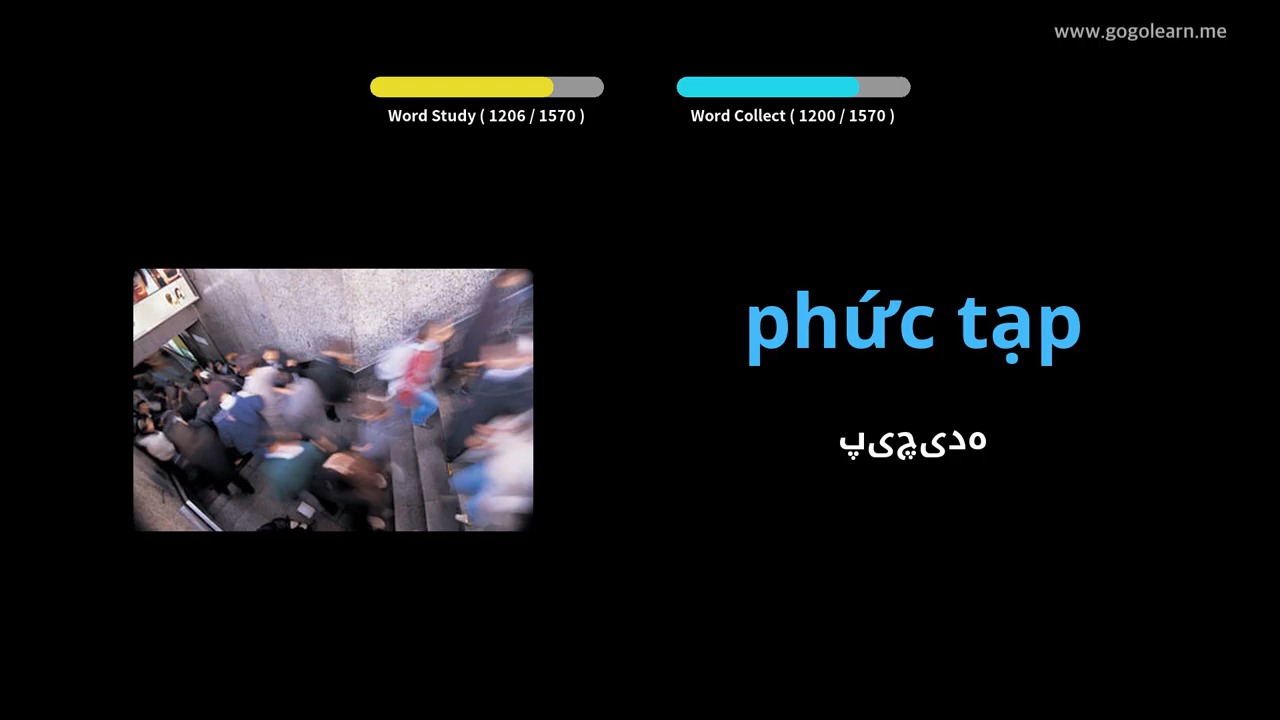 www.gogolearn.me
Word Study ( 1206 / 1570 )
Word Collect ( 1200 / 1570 )
phức tạp
پیچیده